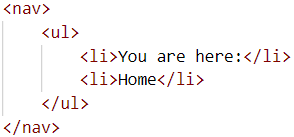 <nav>
<ul>
<li>You are here:</li>
<li>Home</li>
</ul>
</nav>